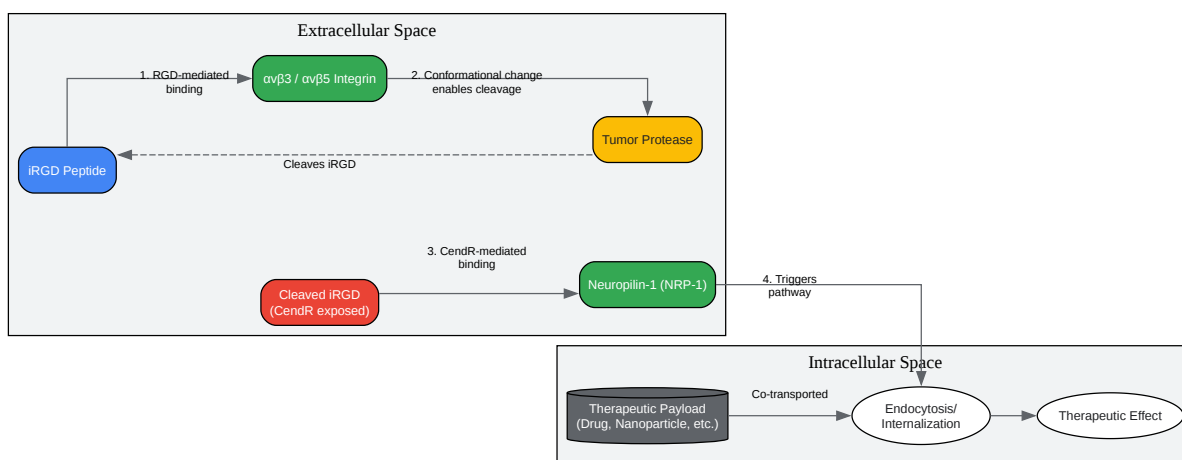 Extracellular Space
1. RGD-mediated
binding
αvβ3 / αvβ5 Integrin
2. Conformational change
enables cleavage
Tumor Protease
Cleaves iRGD
iRGD Peptide
3. CendR-mediated
binding
Cleaved iRGD
(CendR exposed)
Neuropilin-1 (NRP-1)
4. Triggers
pathway
Intracellular Space
Therapeutic Payload
(Drug, Nanoparticle, etc.)
Co-transported
Endocytosis/
Internalization
Therapeutic Effect